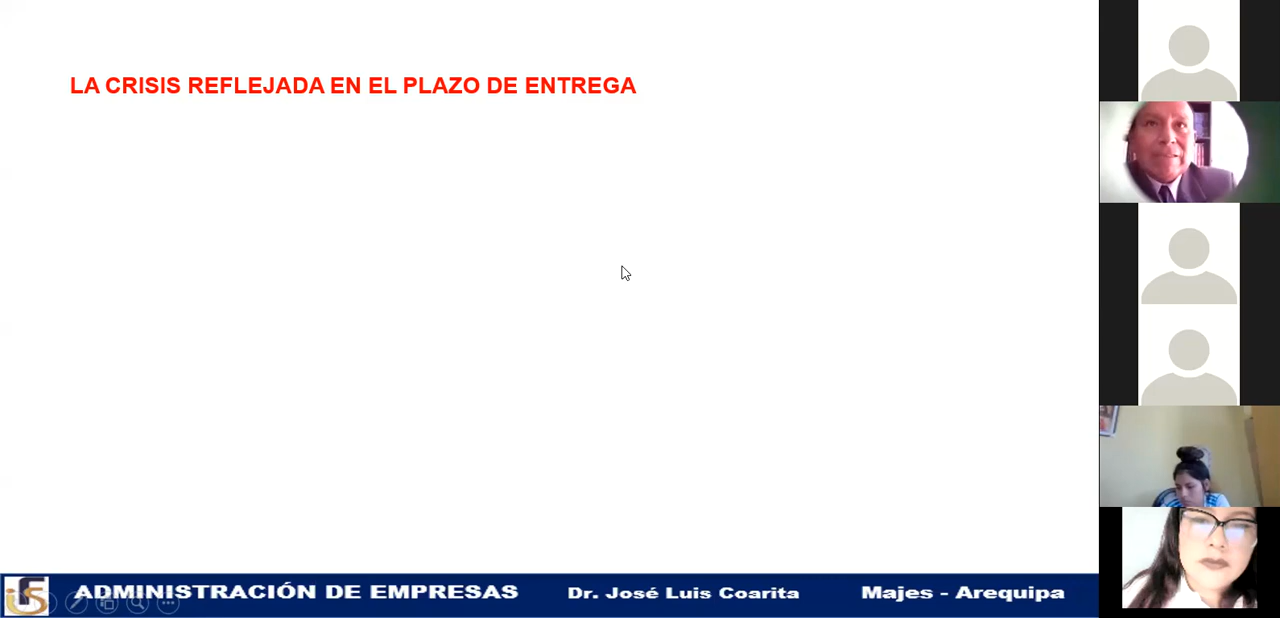 LA CRISIS REFLEJADA EN EL PLAZO DE ENTREGA
ADMINISTRACIÓN DE EMPRESAS Dr. José Luis Coarita Majes - Arequipa